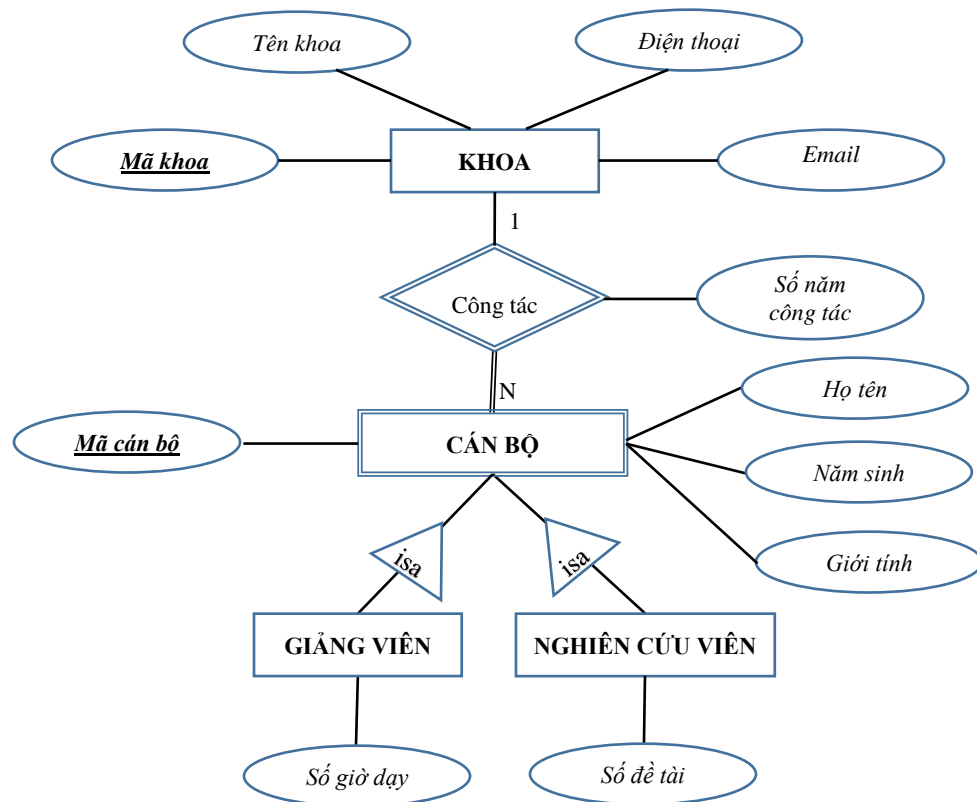 Tên khoa
Điện thoại
Mã khoa
KHOA
Email
1
Công tác
Số năm
công tác
N
Họ tên
Mã cán bộ
CÁN BỘ
Năm sinh
isa
isa
Giới tính
GIẢNG VIÊN
NGHIÊN CỨU VIÊN
Số giờ dạy
Số đề tài